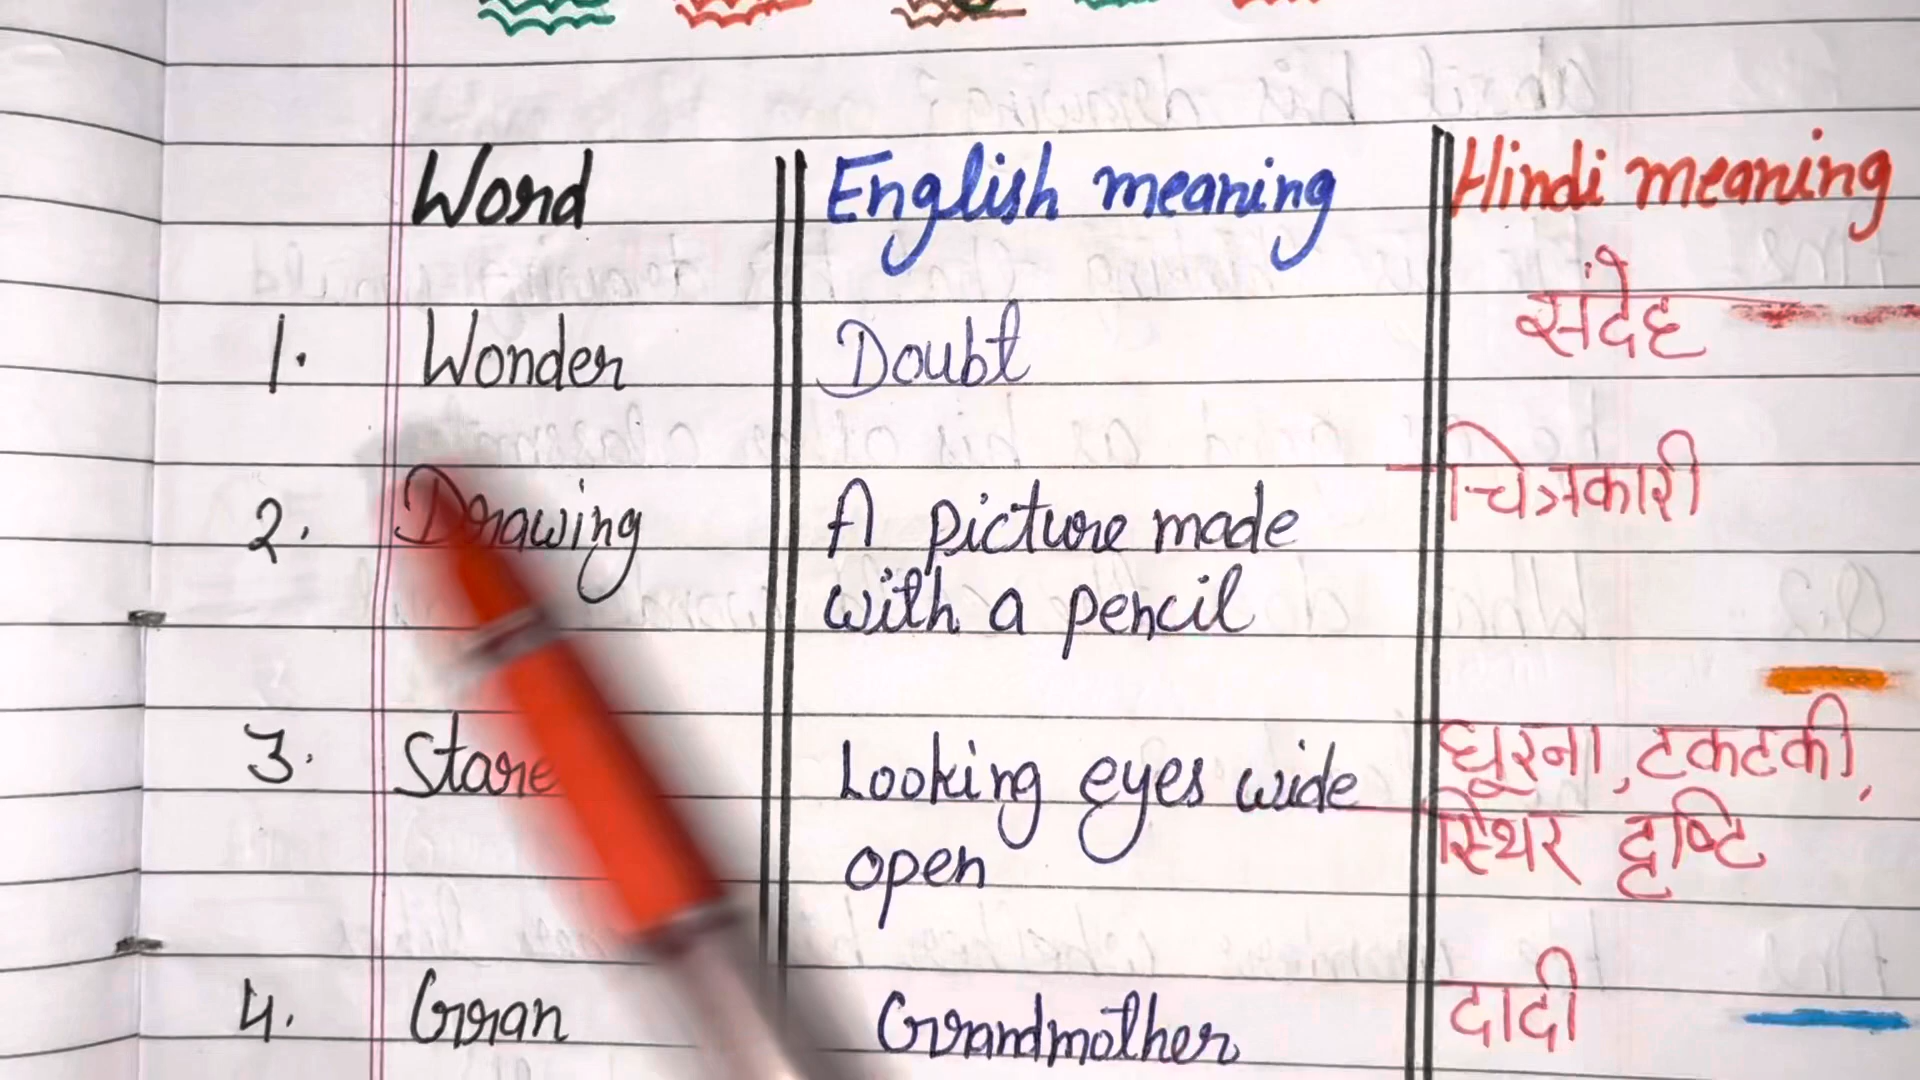 Word English meaning Hindi meaning
1. Wonder Doubt संदेह
2. Drawing A picture made चित्रकारी
with a pencil
3. Stare Looking eyes wide घूरना, टकटकी,
open स्थिर दृष्टि
4. Gran Grandmother दादी